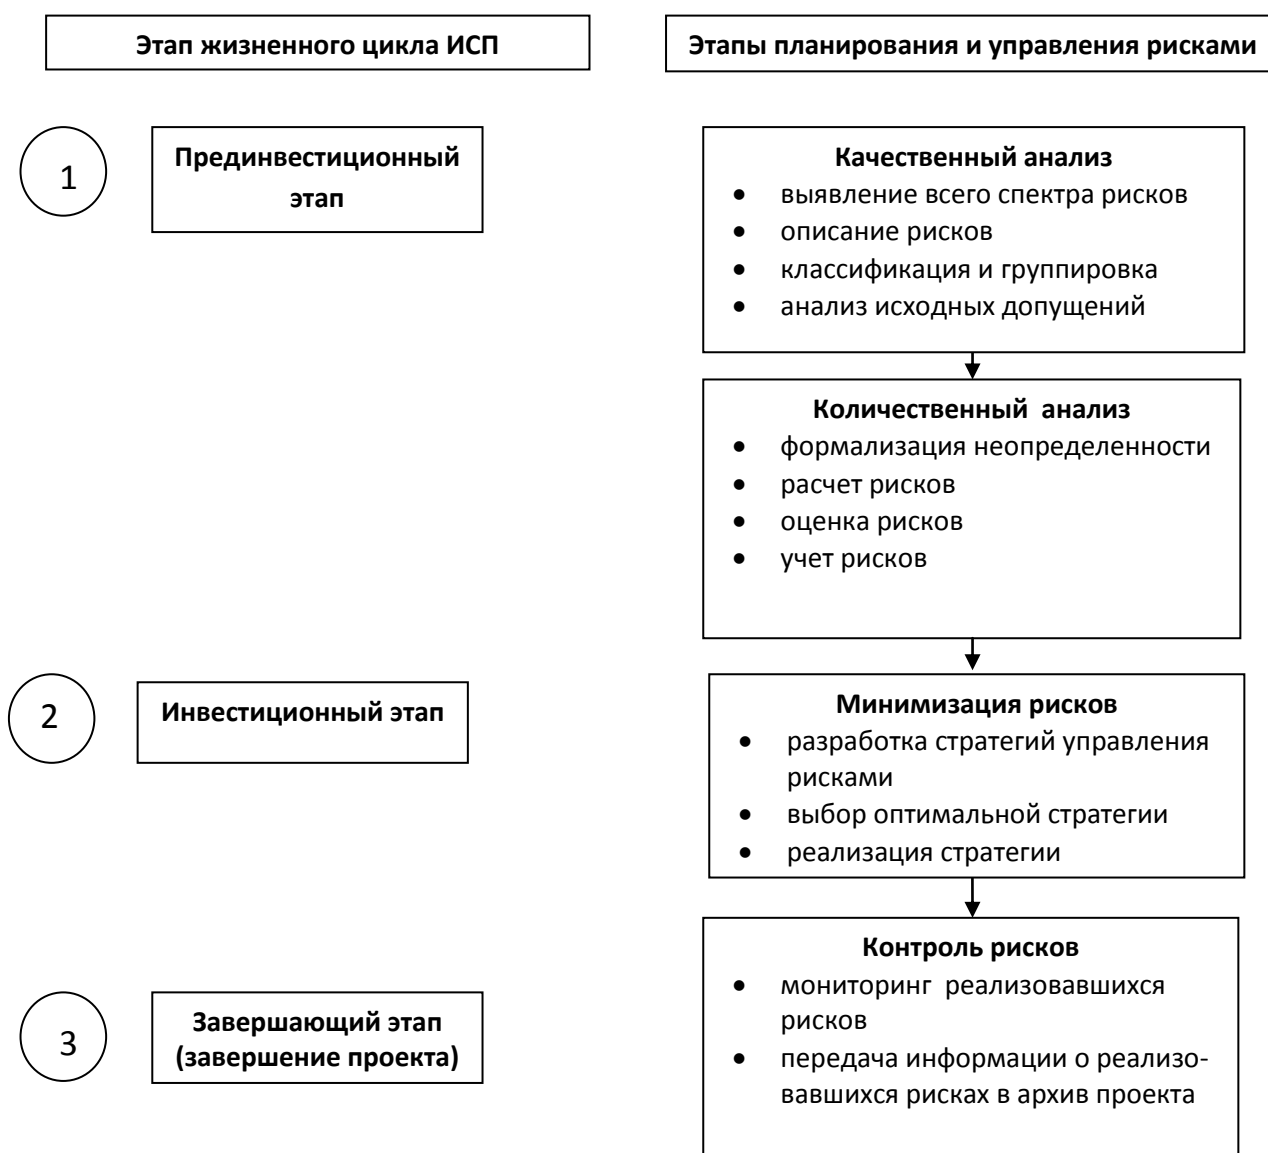 Этап жизненного цикла ИСП
Этапы планирования и управления рисками
1
Прединвестиционный
этап
Качественный анализ
• выявление всего спектра рисков
• описание рисков
• классификация и группировка
• анализ исходных допущений
Количественный анализ
• формализация неопределенности
• расчет рисков
• оценка рисков
• учет рисков
2
Инвестиционный этап
Минимизация рисков
• разработка стратегий управления
рисками
• выбор оптимальной стратегии
• реализация стратегии
3
Завершающий этап
(завершение проекта)
Контроль рисков
• мониторинг реализовавшихся
рисков
• передача информации о реализо-
вавшихся рисках в архив проекта